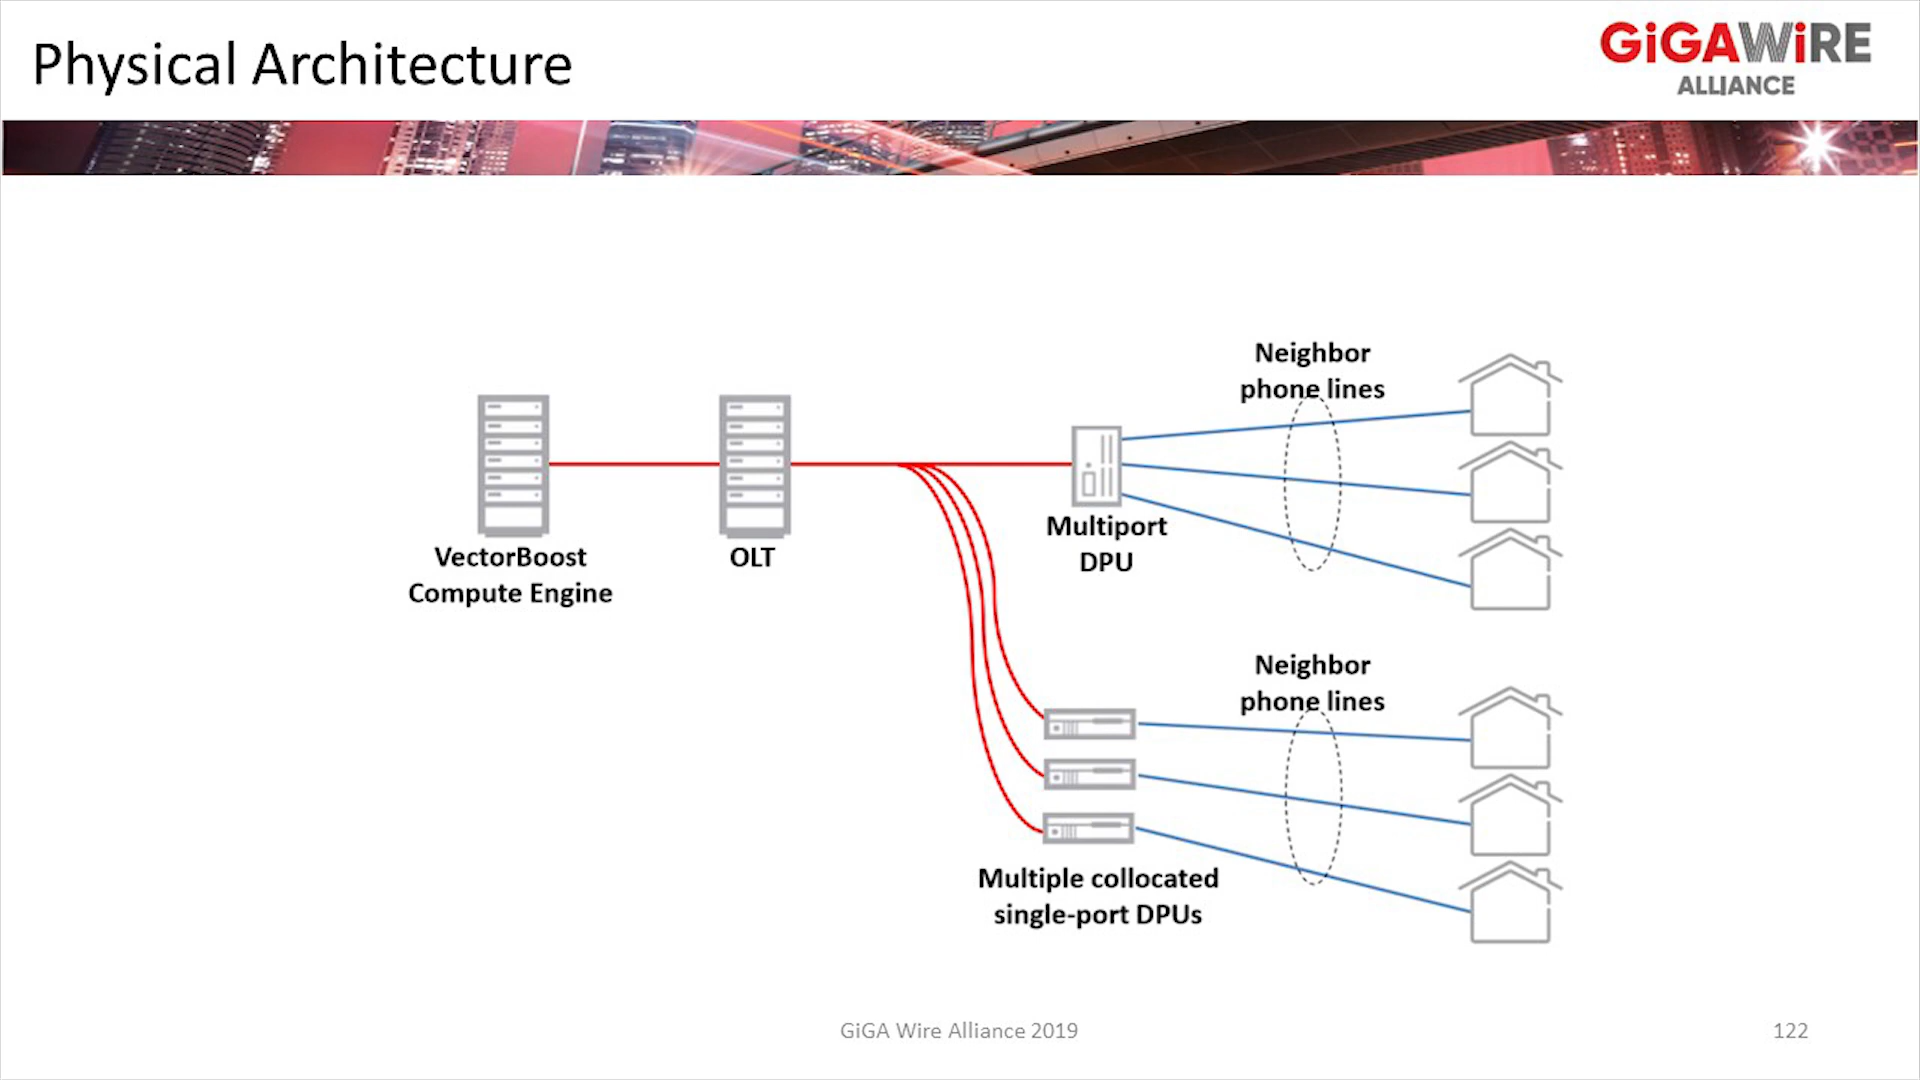 Physical Architecture
GiGAWiRE
ALLIANCE
Neighbor
phone lines
VectorBoost
Compute Engine
OLT
Multiport
DPU
Neighbor
phone lines
Multiple collocated
single-port DPUs
GiGA Wire Alliance 2019
122